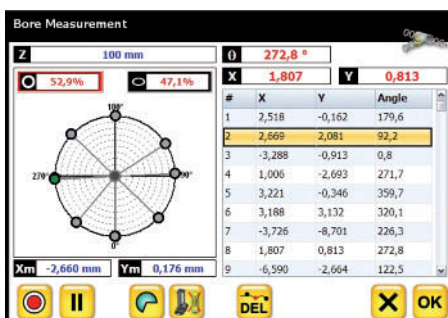 Bore Measurement
Z 100 mm θ 272,8 °
52,9% 47,1% X 1,807 Y 0,813
# X Y Angle
1 2,518 -0,162 179,6
2 2,669 2,081 92,2
3 -3,288 -0,913 0,8
4 1,006 -2,693 271,7
5 3,221 -0,346 359,7
6 3,188 3,132 320,1
7 -3,726 -8,701 226,3
8 1,807 0,813 272,8
9 -6,590 -2,664 122,5
180°
270° 90°
0°
Xm -2,660 mm Ym 0,176 mm
DEL OK